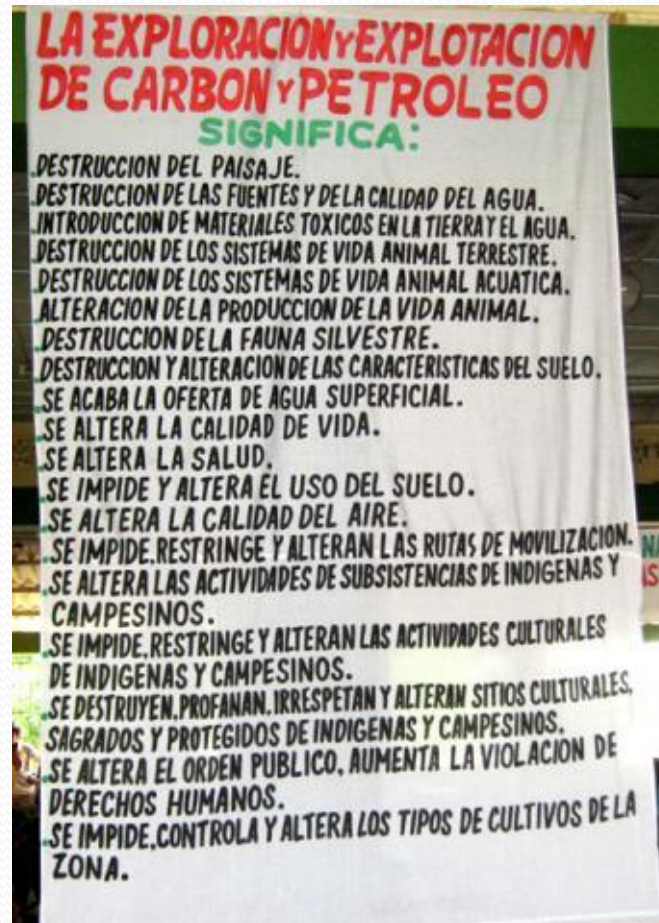 LA EXPLORACION Y EXPLOTACION
DE CARBON Y PETROLEO
SIGNIFICA:
.DESTRUCCION DEL PAISAJE.
.DESTRUCCION DE LAS FUENTES Y DE LA CALIDAD DEL AGUA.
.INTRODUCCION DE MATERIALES TOXICOS EN LA TIERRA Y EL AGUA.
.DESTRUCCION DE LOS SISTEMAS DE VIDA ANIMAL TERRESTRE.
.DESTRUCCION DE LOS SISTEMAS DE VIDA ANIMAL ACUATICA.
.ALTERACION DE LA PRODUCCION DE LA VIDA ANIMAL.
.DESTRUCCION DE LA FAUNA SILVESTRE.
.DESTRUCCION Y ALTERACION DE LAS CARACTERISTICAS DEL SUELO.
.SE ACABA LA OFERTA DE AGUA SUPERFICIAL.
.SE ALTERA LA CALIDAD DE VIDA.
.SE ALTERA LA SALUD.
.SE IMPIDE Y ALTERA EL USO DEL SUELO.
.SE ALTERA LA CALIDAD DEL AIRE.
.SE IMPIDE, RESTRINGE Y ALTERAN LAS RUTAS DE MOVILIZACION.
.SE ALTERA LAS ACTIVIDADES DE SUBSISTENCIAS DE INDIGENAS Y
CAMPESINOS.
.SE IMPIDE, RESTRINGE Y ALTERAN LAS ACTIVIDADES CULTURALES
DE INDIGENAS Y CAMPESINOS.
.SE DESTRUYEN, PROFANAN, IRRESPETAN Y ALTERAN SITIOS CULTURALES,
SAGRADOS Y PROTEGIDOS DE INDIGENAS Y CAMPESINOS.
.SE ALTERA EL ORDEN PUBLICO, AUMENTA LA VIOLACION DE
DERECHOS HUMANOS.
.SE IMPIDE, CONTROLA Y ALTERA LOS TIPOS DE CULTIVOS DE LA
ZONA.